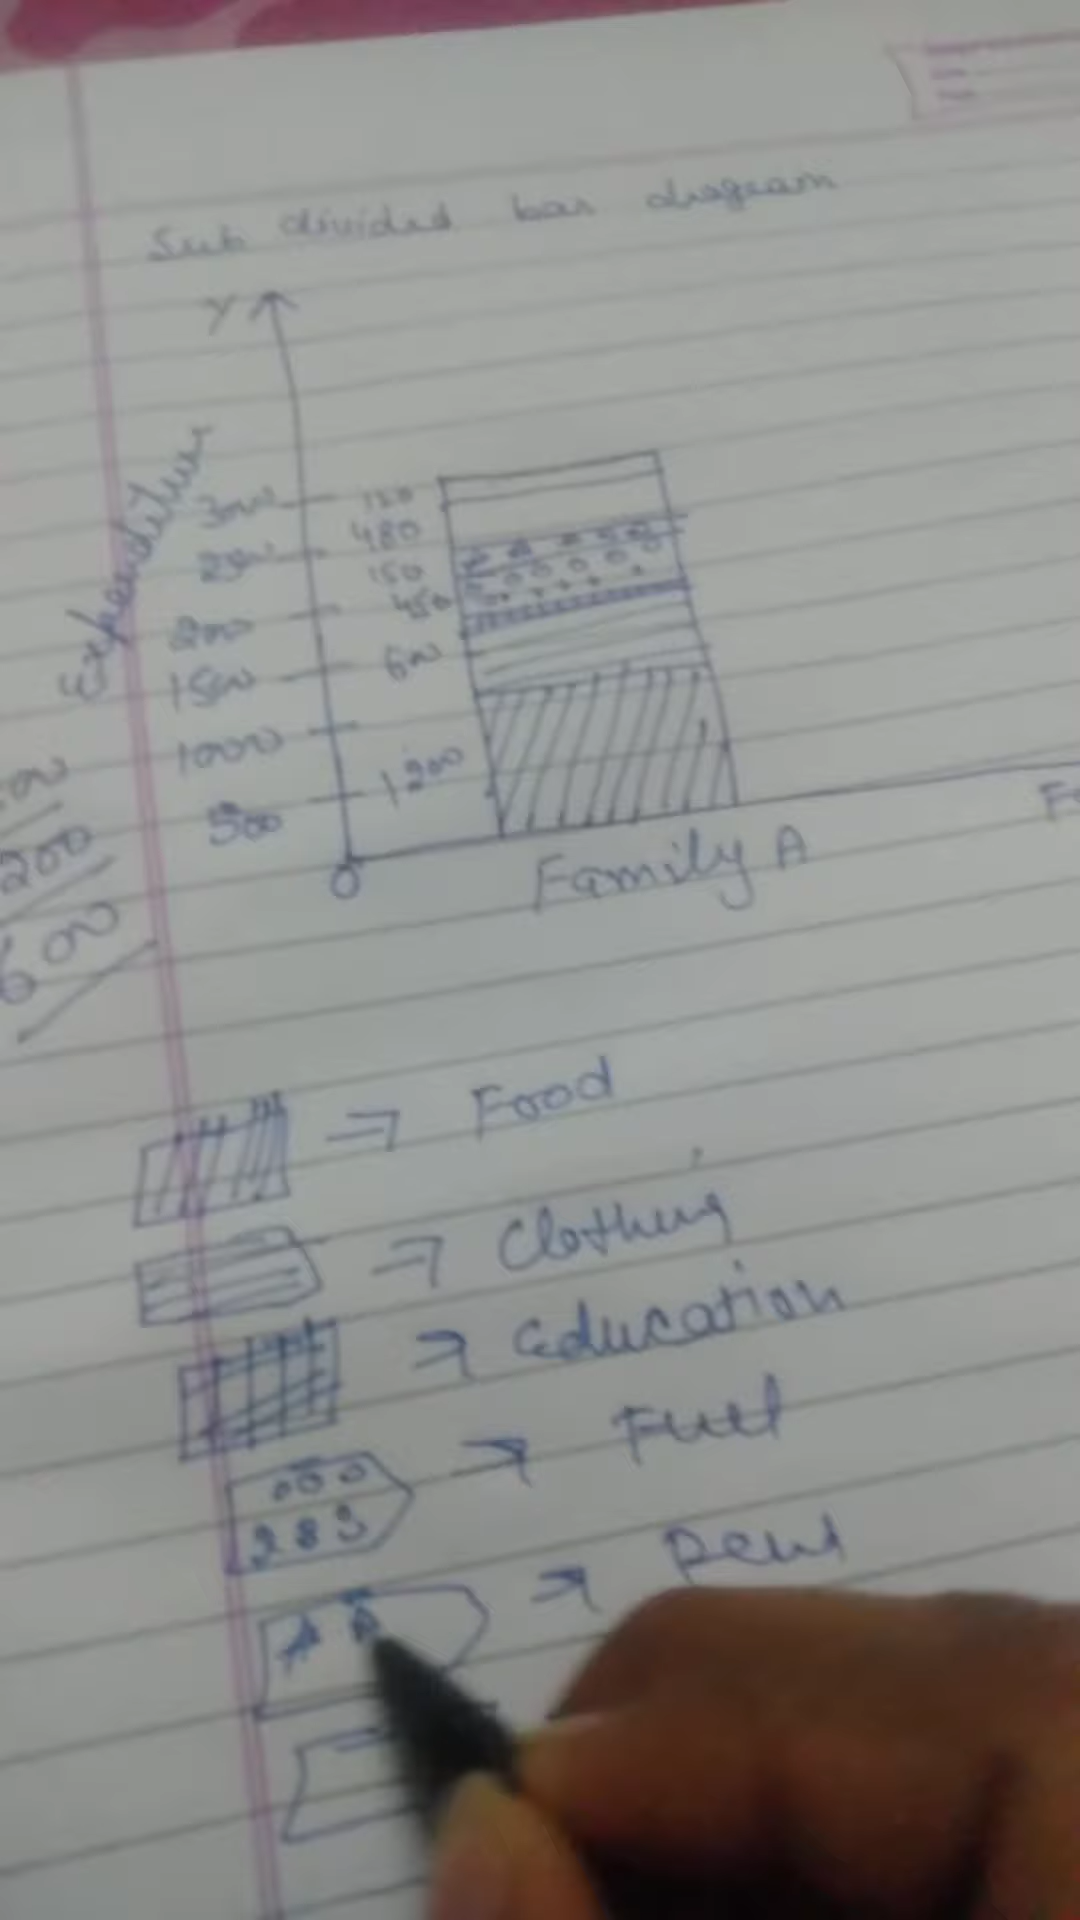 Sub divided bar diagram
Y
Expenditure
3000
2500
2000
1500
1000
500
0
120
480
150
450
600
1200
Family A
200
600
Food
Clothing
Education
Fuel
Rent